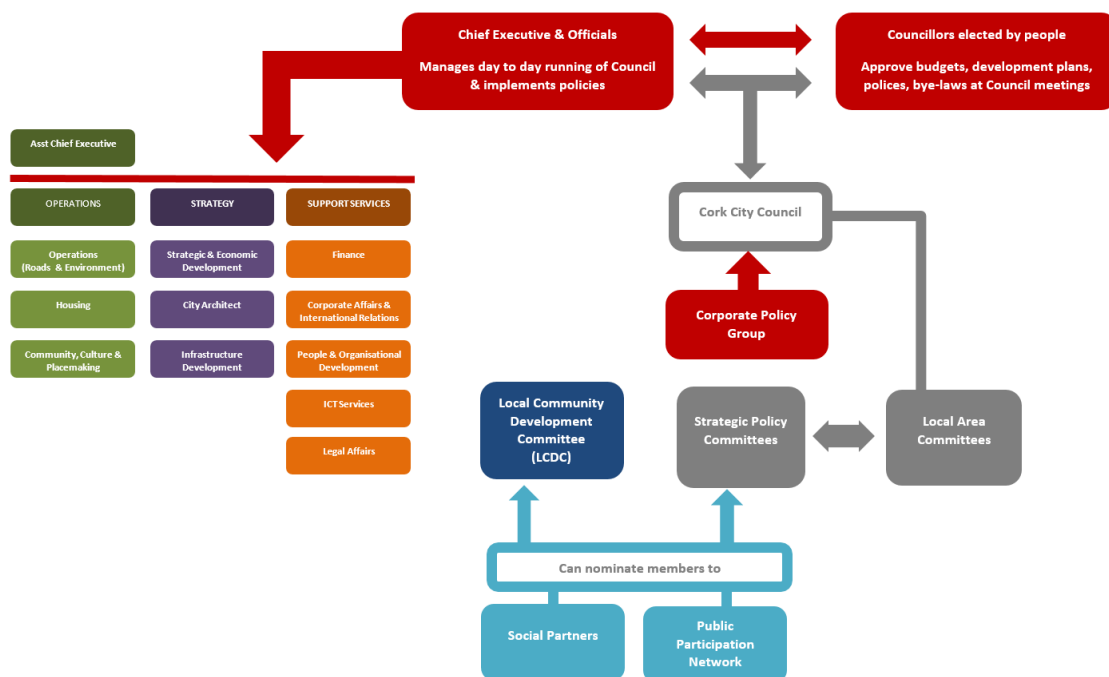 Chief Executive & Officials
Manages day to day running of Council
& implements policies
Councillors elected by people
Approve budgets, development plans,
polices, bye-laws at Council meetings
Asst Chief Executive
OPERATIONS
STRATEGY
SUPPORT SERVICES
Cork City Council
Operations
(Roads & Environment)
Strategic & Economic
Development
Finance
Housing
City Architect
Corporate Affairs &
International Relations
Corporate Policy
Group
Community, Culture &
Placemaking
Infrastructure
Development
People & Organisational
Development
ICT Services
Legal Affairs
Local Community
Development
Committee
(LCDC)
Strategic Policy
Committees
Local Area
Committees
Can nominate members to
Social Partners
Public
Participation
Network